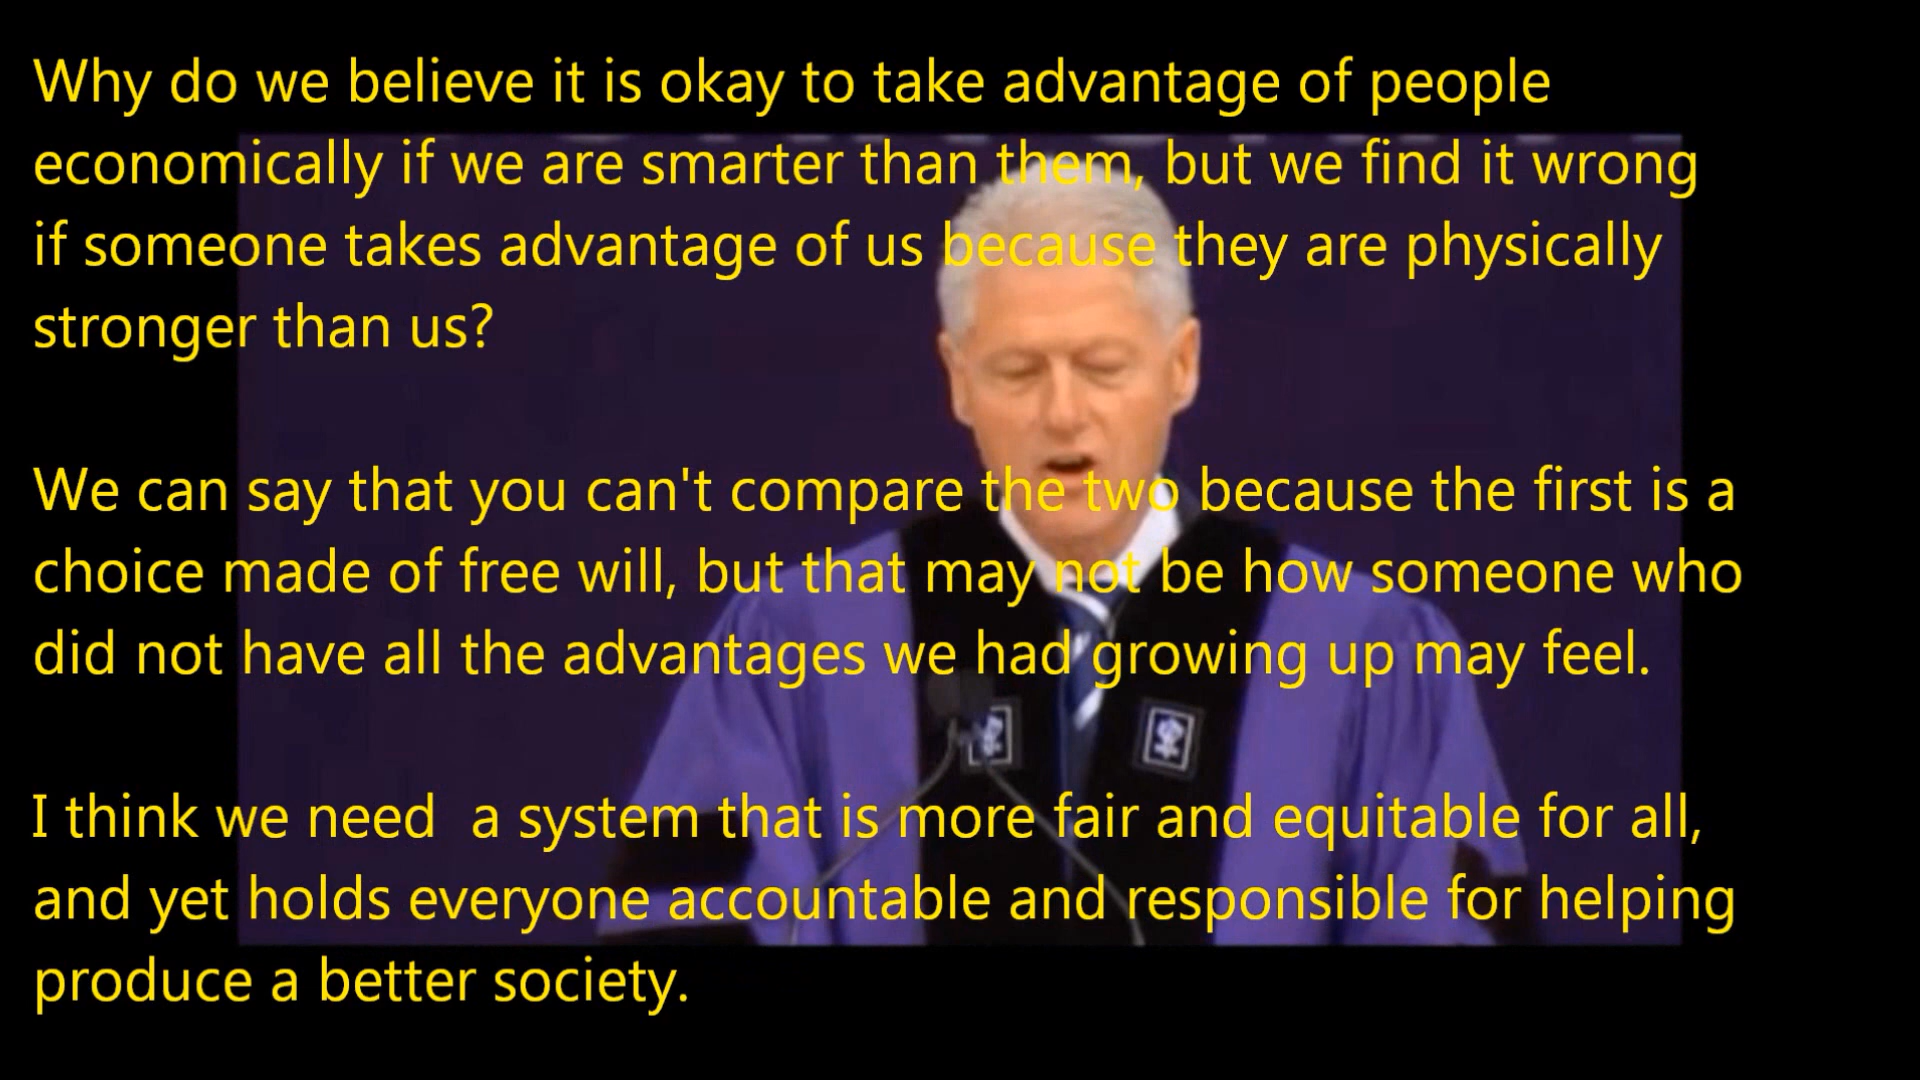 Why do we believe it is okay to take advantage of people
economically if we are smarter than them, but we find it wrong
if someone takes advantage of us because they are physically
stronger than us?
We can say that you can't compare the two because the first is a
choice made of free will, but that may not be how someone who
did not have all the advantages we had growing up may feel.
I think we need  a system that is more fair and equitable for all,
and yet holds everyone accountable and responsible for helping
produce a better society.